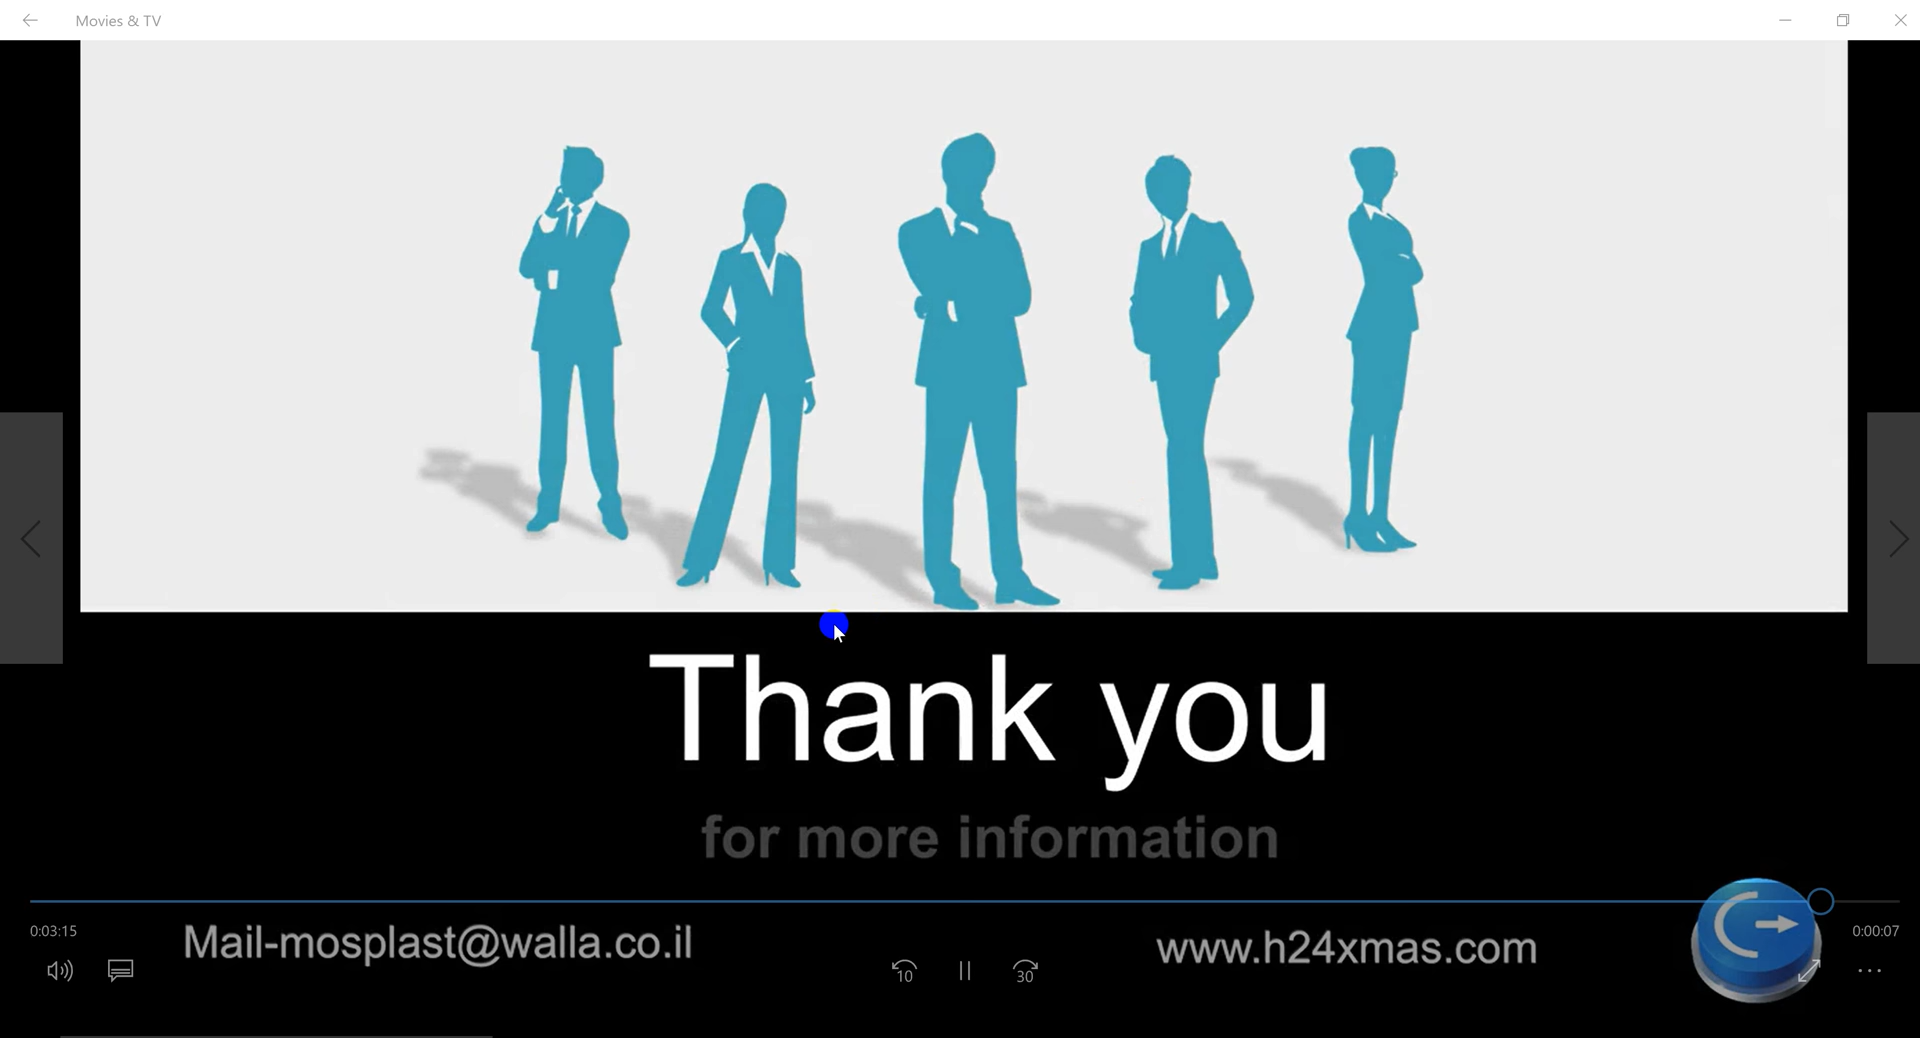 Movies & TV
Thank you
for more information
0:03:15
0:00:07
Mail-mosplast@walla.co.il
www.h24xmas.com
10
30